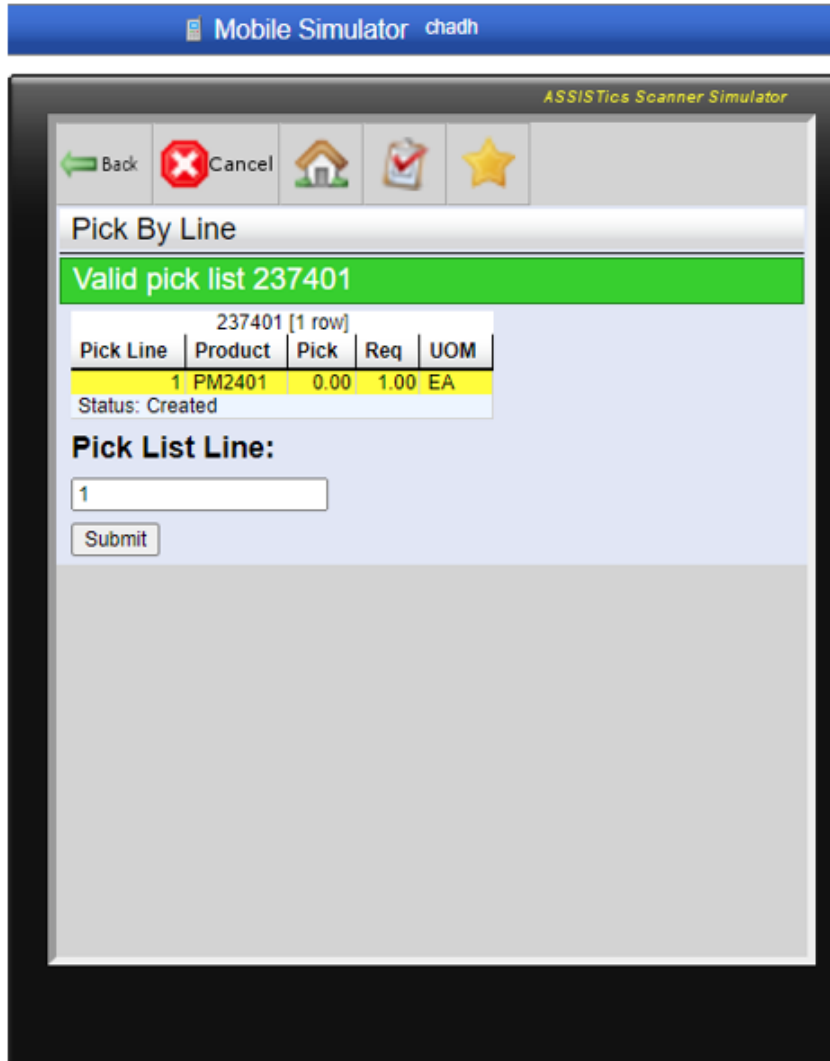 Mobile Simulator chadh
ASSISTics Scanner Simulator
Back Cancel
Pick By Line
Valid pick list 237401
237401 [1 row]
Pick Line Product Pick Req UOM
1 PM2401 0.00 1.00 EA
Status: Created
Pick List Line:
1
Submit